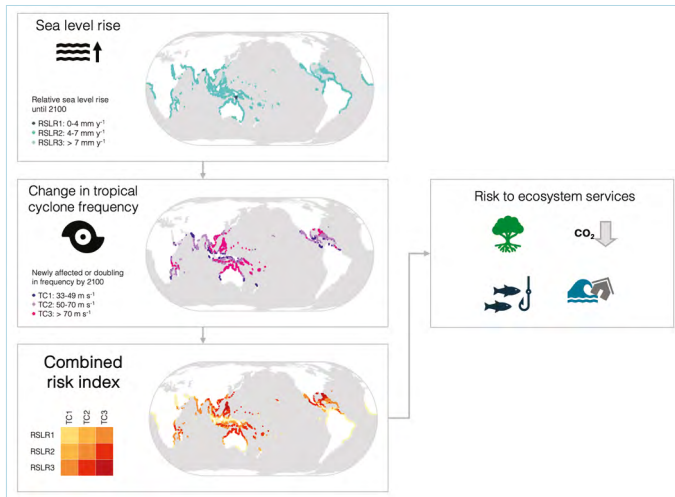 Sea level rise
Relative sea level rise
until 2100
RSLR1: 0-4 mm y⁻¹
RSLR2: 4-7 mm y⁻¹
RSLR3: > 7 mm y⁻¹
Change in tropical
cyclone frequency
Newly affected or doubling
in frequency by 2100
TC1: 33-49 m s⁻¹
TC2: 50-70 m s⁻¹
TC3: > 70 m s⁻¹
Combined
risk index
TC1 TC2 TC3
RSLR1
RSLR2
RSLR3
Risk to ecosystem services
CO₂